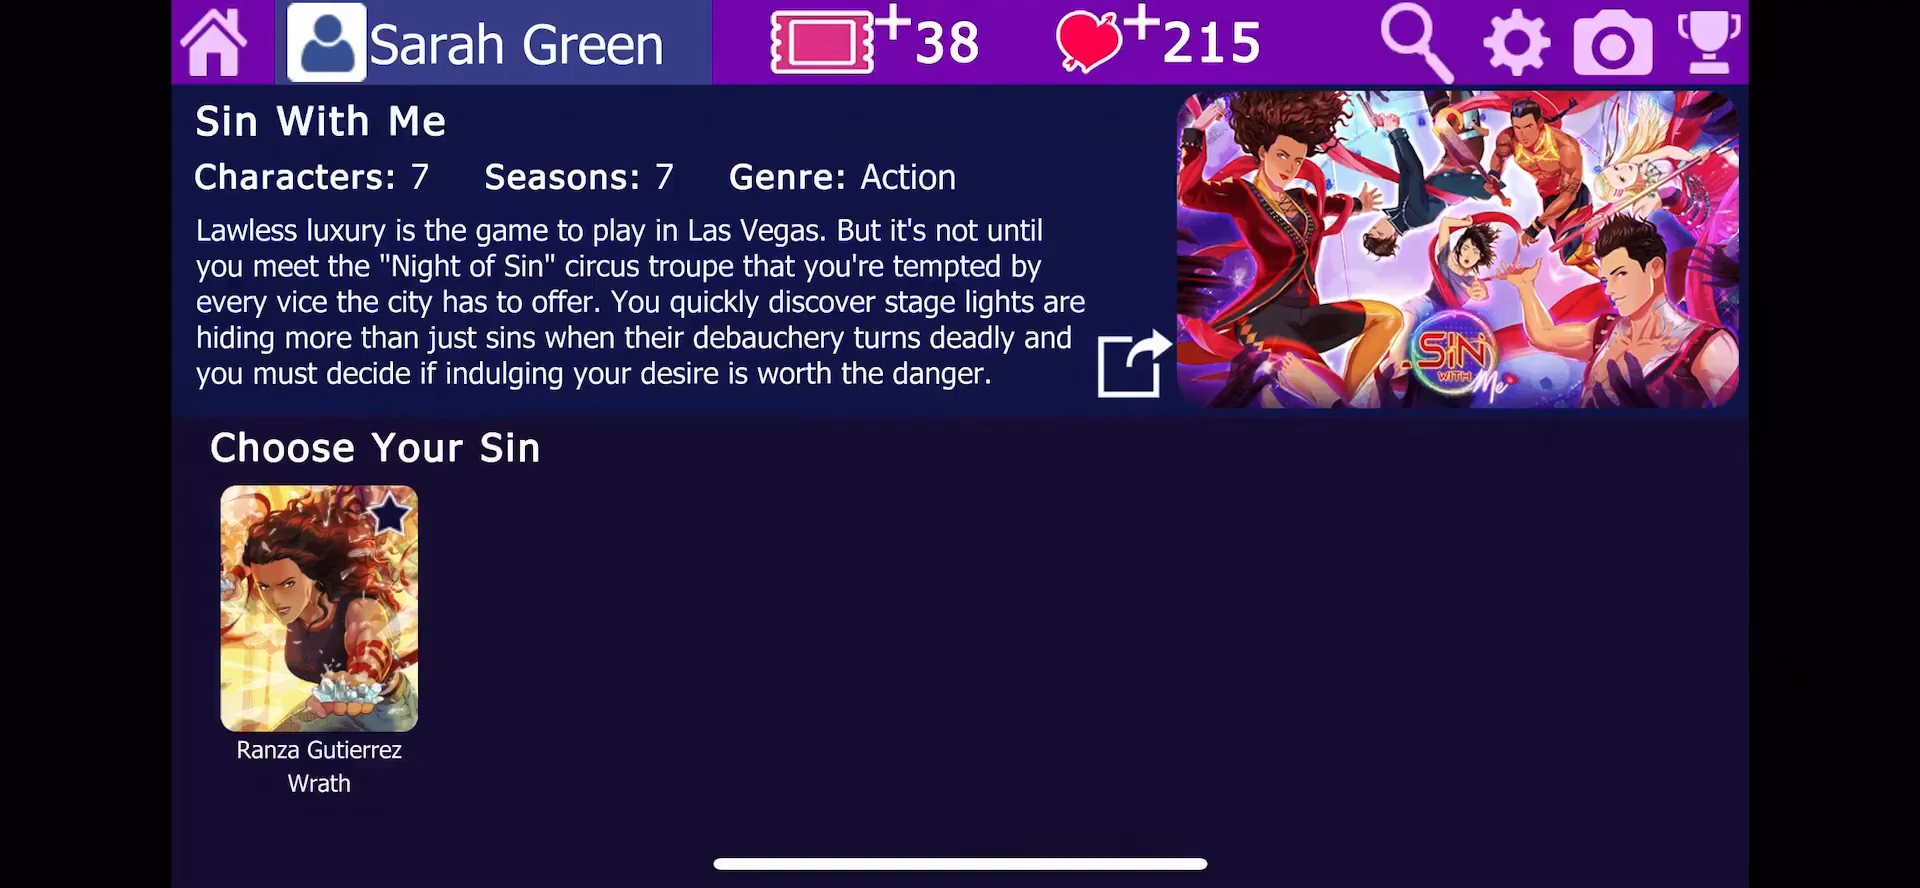 Sarah Green
+38
+215
Sin With Me
Characters: 7 Seasons: 7 Genre: Action
Lawless luxury is the game to play in Las Vegas. But it's not until
you meet the "Night of Sin" circus troupe that you're tempted by
every vice the city has to offer. You quickly discover stage lights are
hiding more than just sins when their debauchery turns deadly and
you must decide if indulging your desire is worth the danger.
SIN
WITH Me
Choose Your Sin
Ranza Gutierrez
Wrath